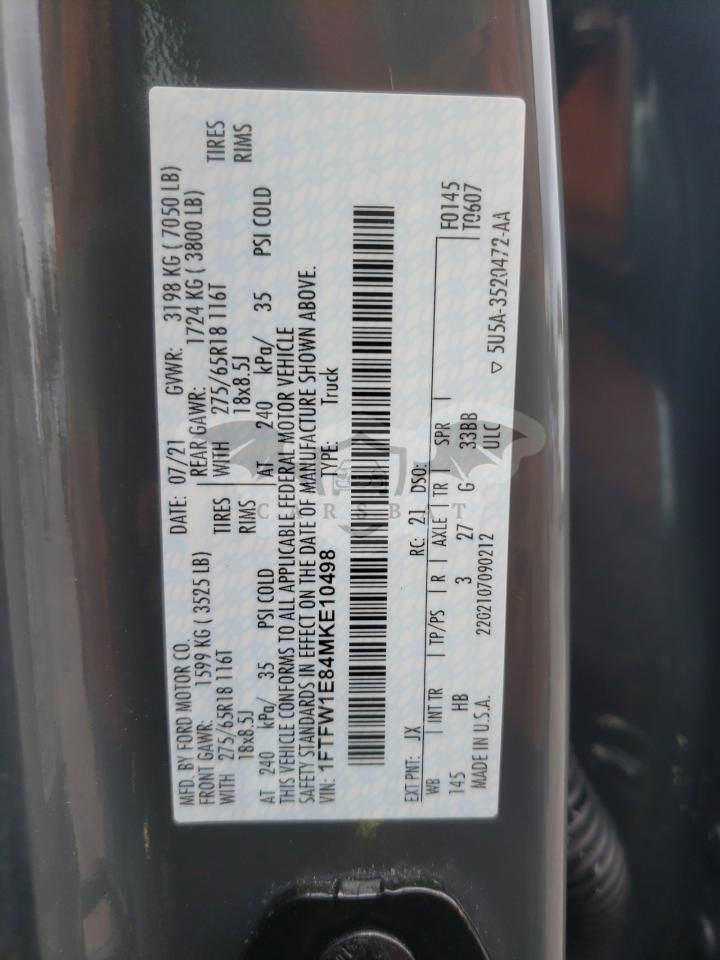 MFD. BY FORD MOTOR CO.
DATE: 07/21 GVWR: 3198 KG ( 7050 LB)
FRONT GAWR: 1599 KG ( 3525 LB) REAR GAWR: 1724 KG ( 3800 LB)
WITH 275/65R18 116T TIRES WITH 275/65R18 116T TIRES
18x8.5J RIMS 18x8.5J RIMS
AT 240 kPa/ 35 PSI COLD AT 240 kPa/ 35 PSI COLD
THIS VEHICLE CONFORMS TO ALL APPLICABLE FEDERAL MOTOR VEHICLE
SAFETY STANDARDS IN EFFECT ON THE DATE OF MANUFACTURE SHOWN ABOVE.
VIN: 1FTFW1E84MKE10498 TYPE: Truck
EXT PNT: JX RC: 21 DSO: F0145
WB INT TR TP/PS R AXLE TR SPR T0607
145 HB 3 27 G 33BB
MADE IN U.S.A. 2202107090212 ULC ▽ 5U5A-3520472-AA
CARSBAT